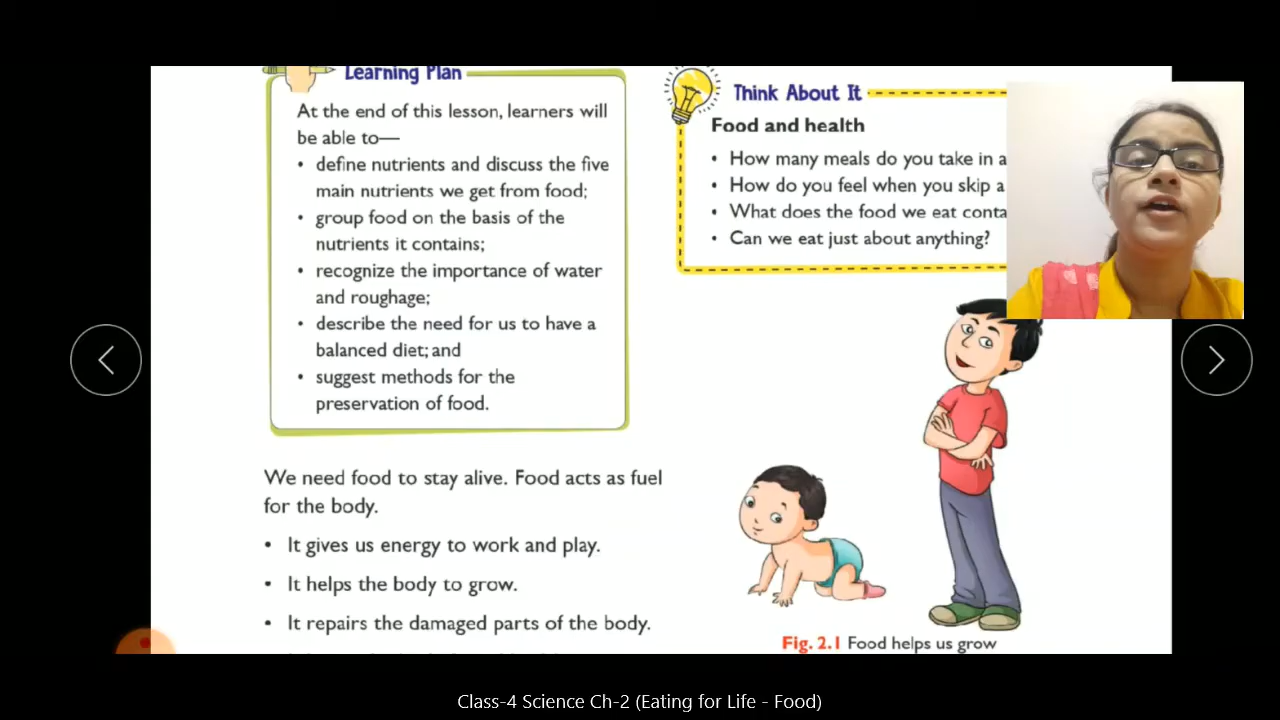 Learning Plan
At the end of this lesson, learners will
be able to—
• define nutrients and discuss the five
main nutrients we get from food;
• group food on the basis of the
nutrients it contains;
• recognize the importance of water
and roughage;
• describe the need for us to have a
balanced diet; and
• suggest methods for the
preservation of food.
Think About It
Food and health
• How many meals do you take in a
• How do you feel when you skip a
• What does the food we eat
• Can we eat just about anything?
We need food to stay alive. Food acts as fuel
for the body.
• It gives us energy to work and play.
• It helps the body to grow.
• It repairs the damaged parts of the body.
Fig. 2.1 Food helps us grow
Class-4 Science Ch-2 (Eating for Life - Food)